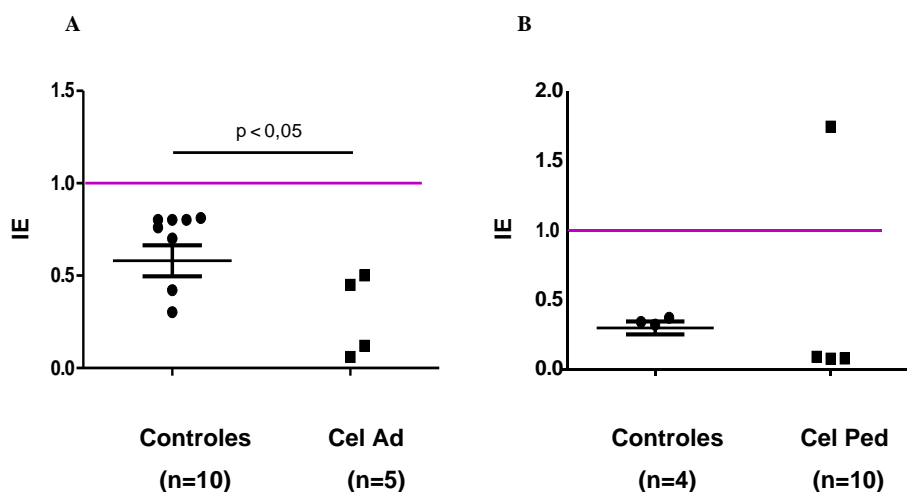 A
1.5
1.0
0.5
0.0
IE
p < 0,05
Controles
(n=10)
Cel Ad
(n=5)
B
2.0
1.5
1.0
0.5
0.0
IE
Controles
(n=4)
Cel Ped
(n=10)